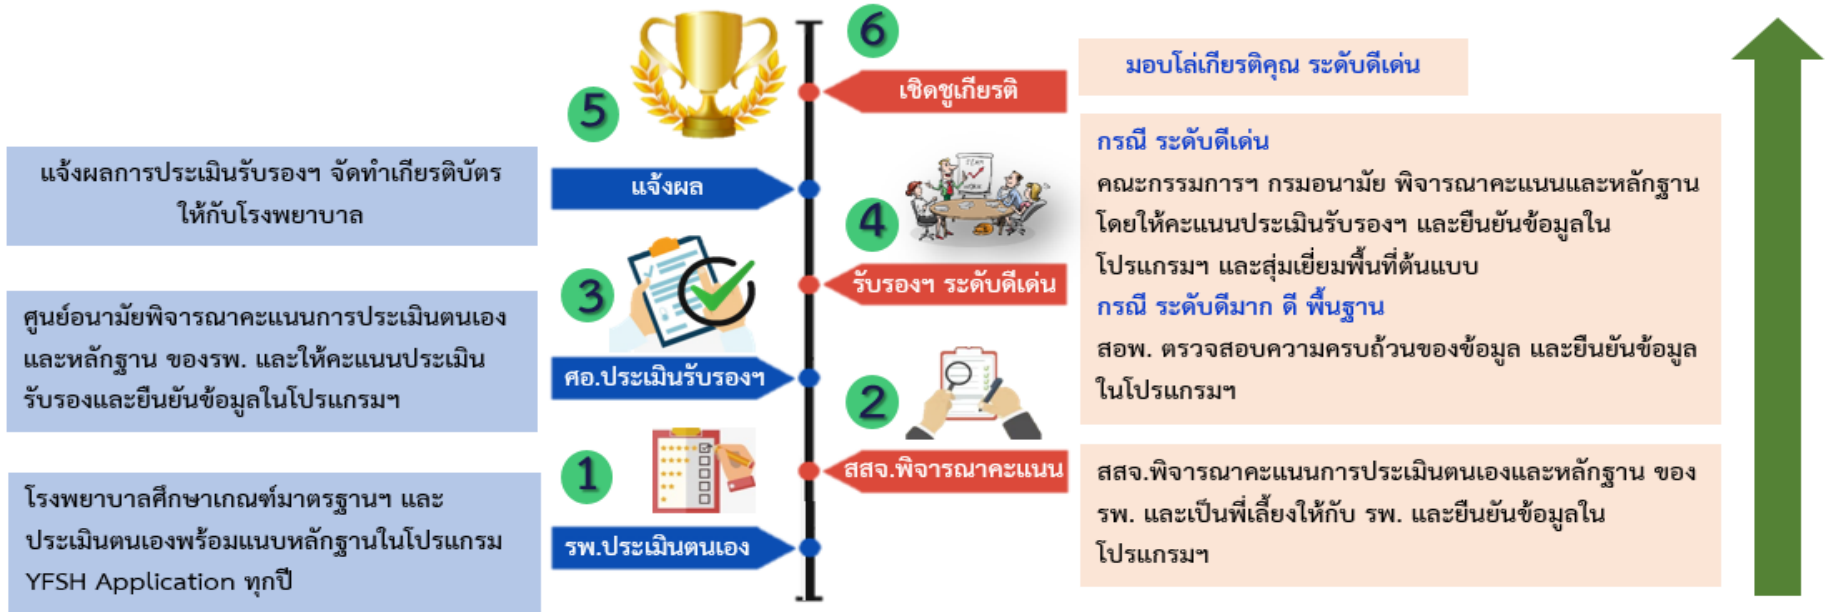 6
เชิดชูเกียรติ
มอบโล่เกียรติคุณ ระดับดีเด่น
5
แจ้งผล
แจ้งผลการประเมินรับรองฯ จัดทำเกียรติบัตร
ให้กับโรงพยาบาล
4
รับรองฯ ระดับดีเด่น
กรณี ระดับดีเด่น
คณะกรรมการฯ กรมอนามัย พิจารณาคะแนนและหลักฐาน
โดยให้คะแนนประเมินรับรองฯ และยืนยันข้อมูลใน
โปรแกรมฯ และสุ่มเยี่ยมพื้นที่ต้นแบบ
กรณี ระดับดีมาก ดี พื้นฐาน
สอพ. ตรวจสอบความครบถ้วนของข้อมูล และยืนยันข้อมูล
ในโปรแกรมฯ
3
ศอ.ประเมินรับรองฯ
ศูนย์อนามัยพิจารณาคะแนนการประเมินตนเอง
และหลักฐาน ของรพ. และให้คะแนนประเมิน
รับรองและยืนยันข้อมูลในโปรแกรมฯ
2
สสจ.พิจารณาคะแนน
สสจ.พิจารณาคะแนนการประเมินตนเองและหลักฐาน ของ
รพ. และเป็นพี่เลี้ยงให้กับ รพ. และยืนยันข้อมูลใน
โปรแกรมฯ
1
รพ.ประเมินตนเอง
โรงพยาบาลศึกษาเกณฑ์มาตรฐานฯ และ
ประเมินตนเองพร้อมแนบหลักฐานในโปรแกรม
YFSH Application ทุกปี